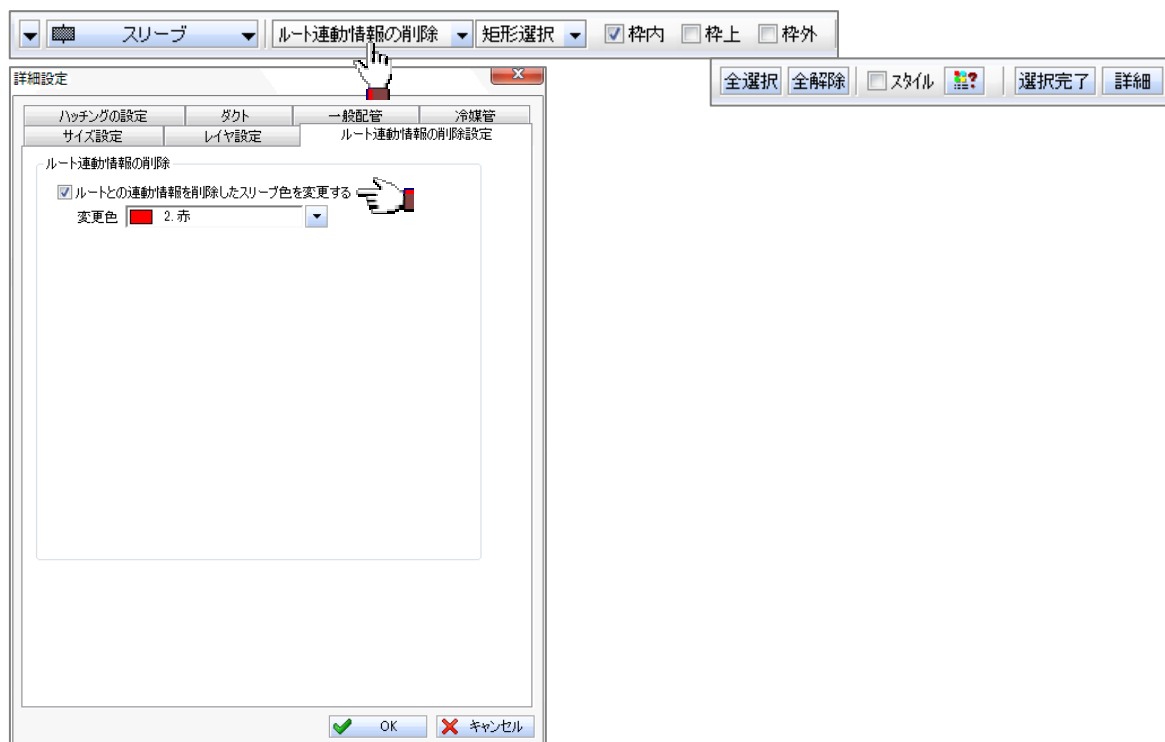 スリーブ ルート連動情報の削除 矩形選択 枠内 枠上 枠外
全選択 全解除 スタイル 選択完了 詳細
詳細設定
ハッチングの設定 ダクト 一般配管 冷媒管
サイズ設定 レイヤ設定 ルート連動情報の削除設定
ルート連動情報の削除
ルートとの連動情報を削除したスリーブ色を変更する
変更色 2.赤
OK キャンセル